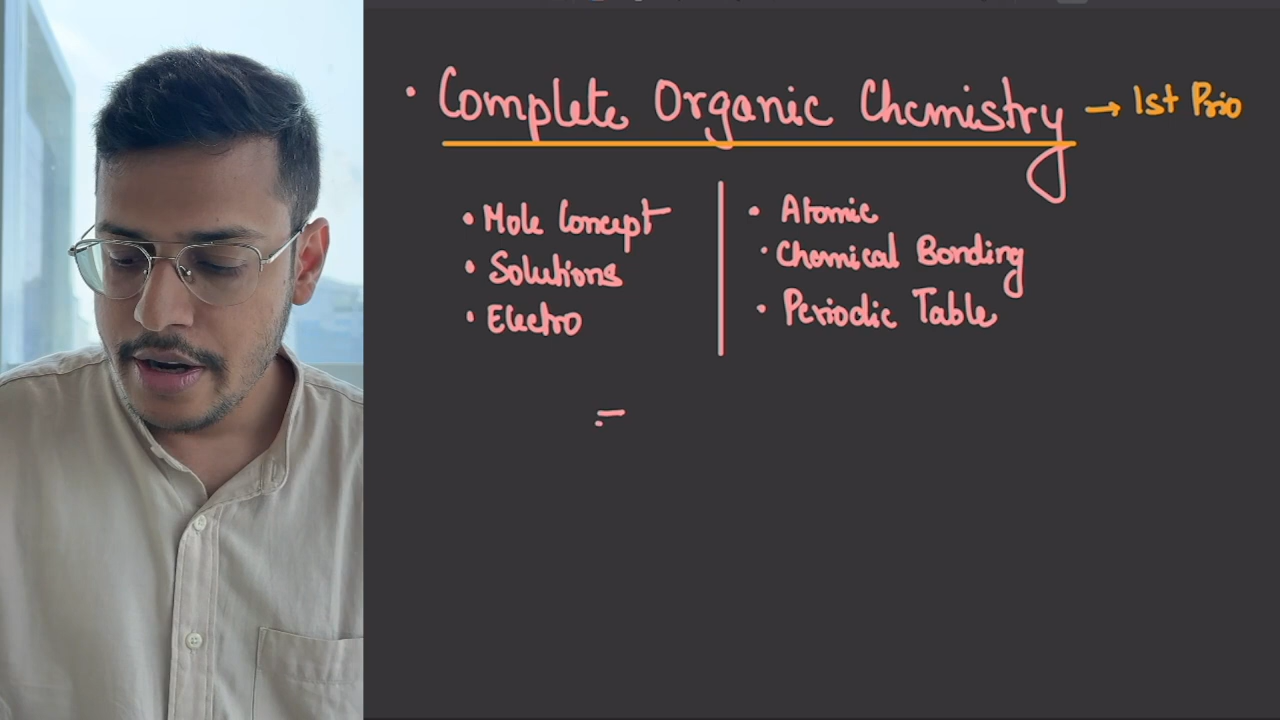 • Complete Organic Chemistry → 1st Prio
• Mole Concept
• Solutions
• Electro
• Atomic
• Chemical Bonding
• Periodic Table